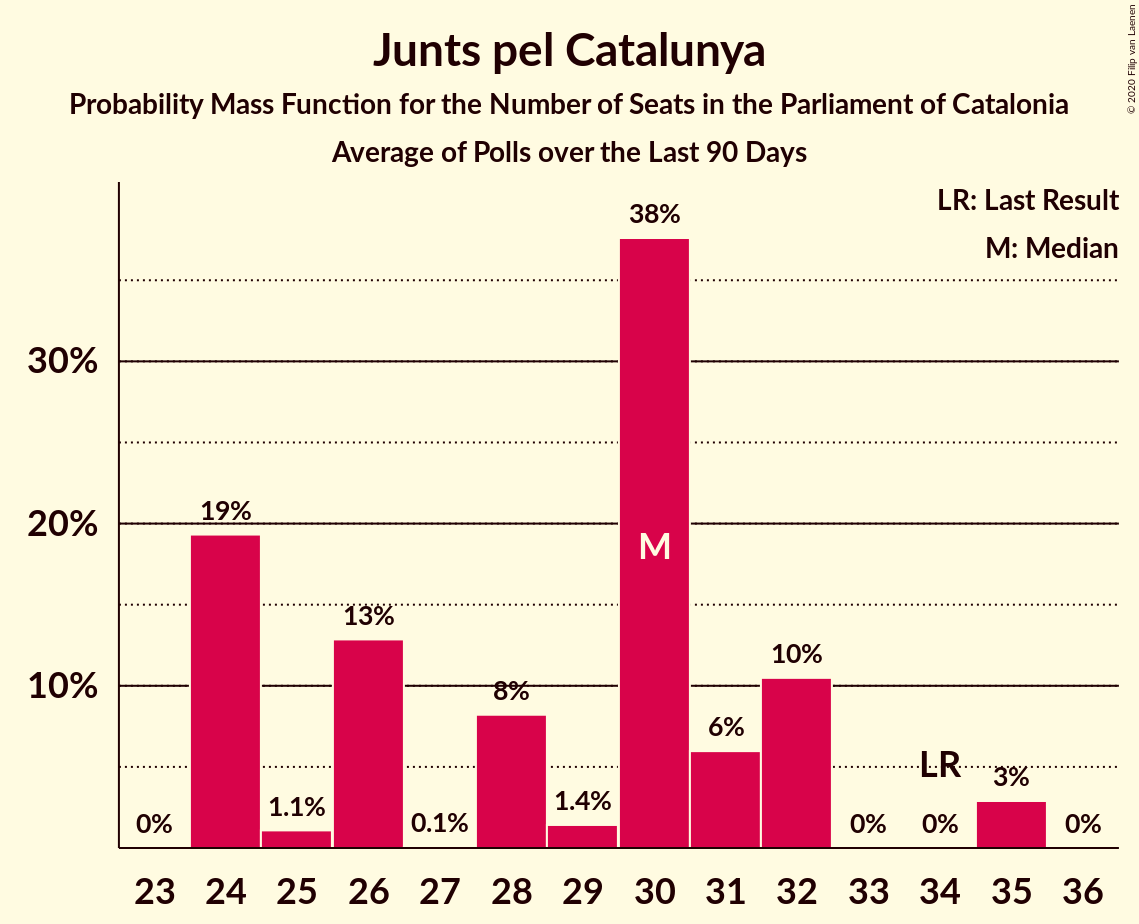 Junts pel Catalunya
Probability Mass Function for the Number of Seats in the Parliament of Catalonia
Average of Polls over the Last 90 Days
© 2020 Filip van Laenen
LR: Last Result
M: Median
38%
30%
19%
20%
M
13%
10%
10%
8%
6%
LR
3%
1.1%
1.4%
0%
0.1%
0%
0%
0%
23 24 25 26 27 28 29 30 31 32 33 34 35 36